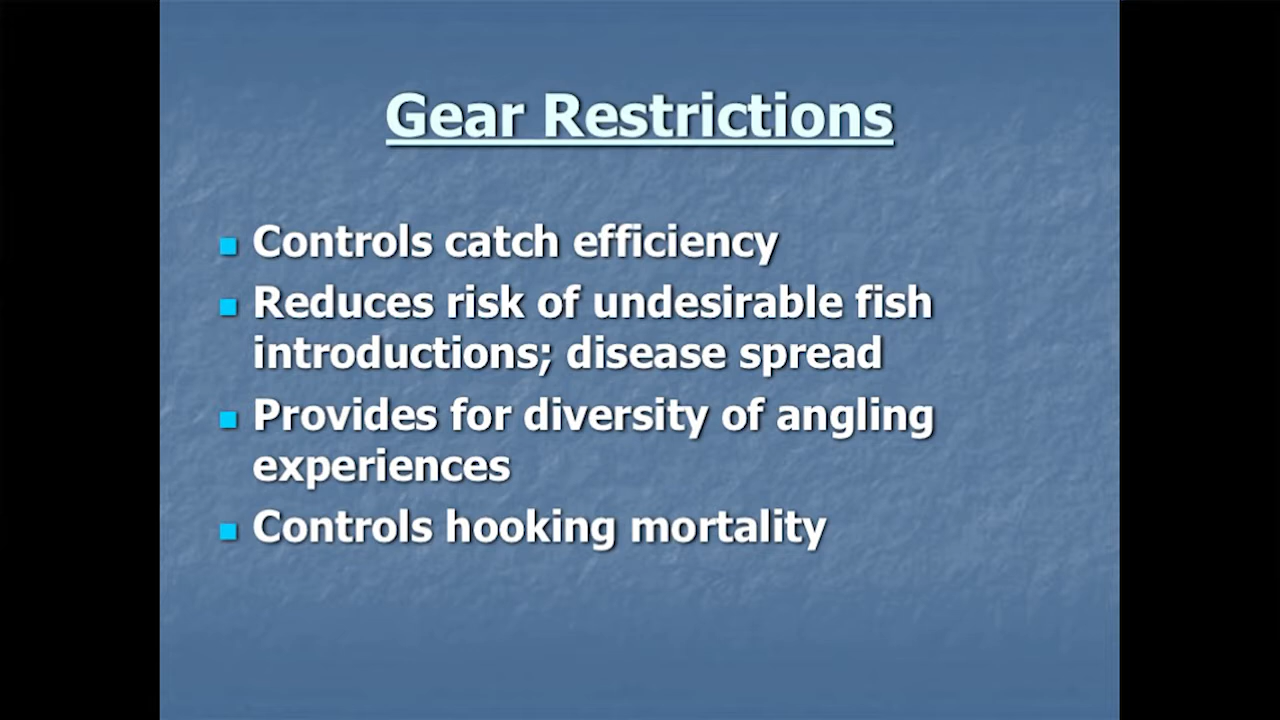 Gear Restrictions
Controls catch efficiency
Reduces risk of undesirable fish
introductions; disease spread
Provides for diversity of angling
experiences
Controls hooking mortality